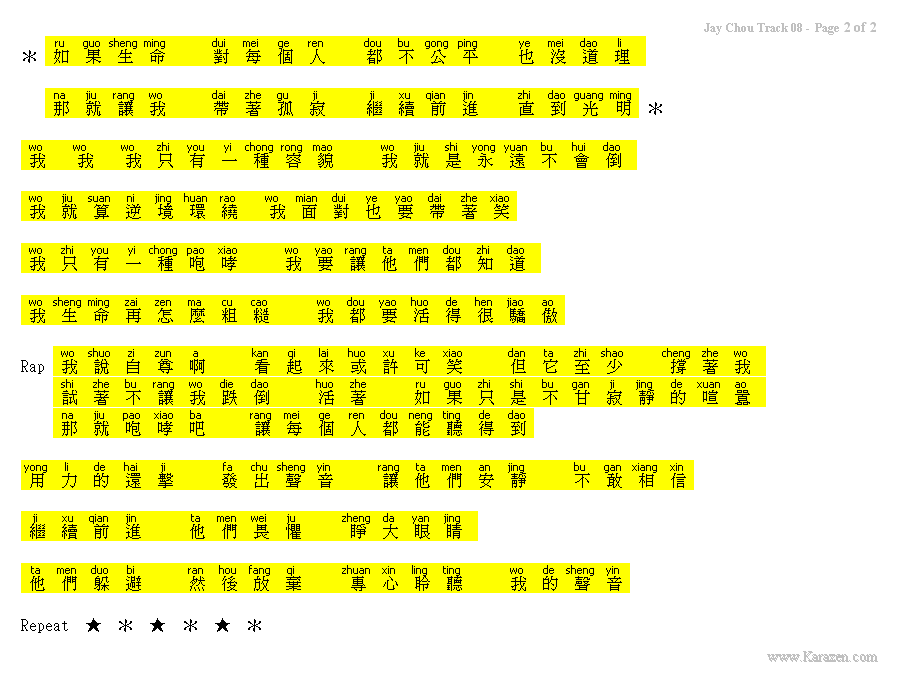 Jay Chou Track 08 - Page 2 of 2
ru guo sheng ming dui mei ge ren dou bu gong ping ye mei dao li
* 如果生命 對每個人 都不公平 也沒道理
na jiu rang wo dai zhe gu ji ji xu qian jin zhi dao guang ming
那就讓我 帶著孤寂 繼續前進 直到光明 *
wo wo wo zhi you yi chong rong mao wo jiu shi yong yuan bu hui dao
我 我 我只有一種容貌 我就是永遠不會倒
wo jiu suan ni jing huan rao wo mian dui ye yao dai zhe xiao
我就算逆境環繞 我面對也要帶著笑
wo zhi you yi chong pao xiao wo yao rang ta men dou zhi dao
我只有一種咆哮 我要讓他們都知道
wo sheng ming zai zen ma cu cao wo dou yao huo de hen jiao ao
我生命再怎麼粗糙 我都要活得很驕傲
wo shuo zi zun a kan qi lai huo xu ke xiao dan ta zhi shao cheng zhe wo
Rap 我說自尊啊 看起來或許可笑 但它至少 撐著我
shi zhe bu rang wo die dao huo zhe ru guo zhi shi bu gan ji jing de xuan ao
試著不讓我跌倒 活著 如果只是不甘寂靜的喧囂
na jiu pao xiao ba rang mei ge ren dou neng ting de dao
那就咆哮吧 讓每個人都能聽得到
yong li de hai ji fa chu sheng yin rang ta men an jing bu gan xiang xin
用力的還擊 發出聲音 讓他們安靜 不敢相信
ji xu qian jin ta men wei ju zheng da yan jing
繼續前進 他們畏懼 睜大眼睛
ta men duo bi ran hou fang qi zhuan xin ling ting wo de sheng yin
他們躲避 然後放棄 專心聆聽 我的聲音
Repeat ★ * ★ * ★ *
www.Karazen.com